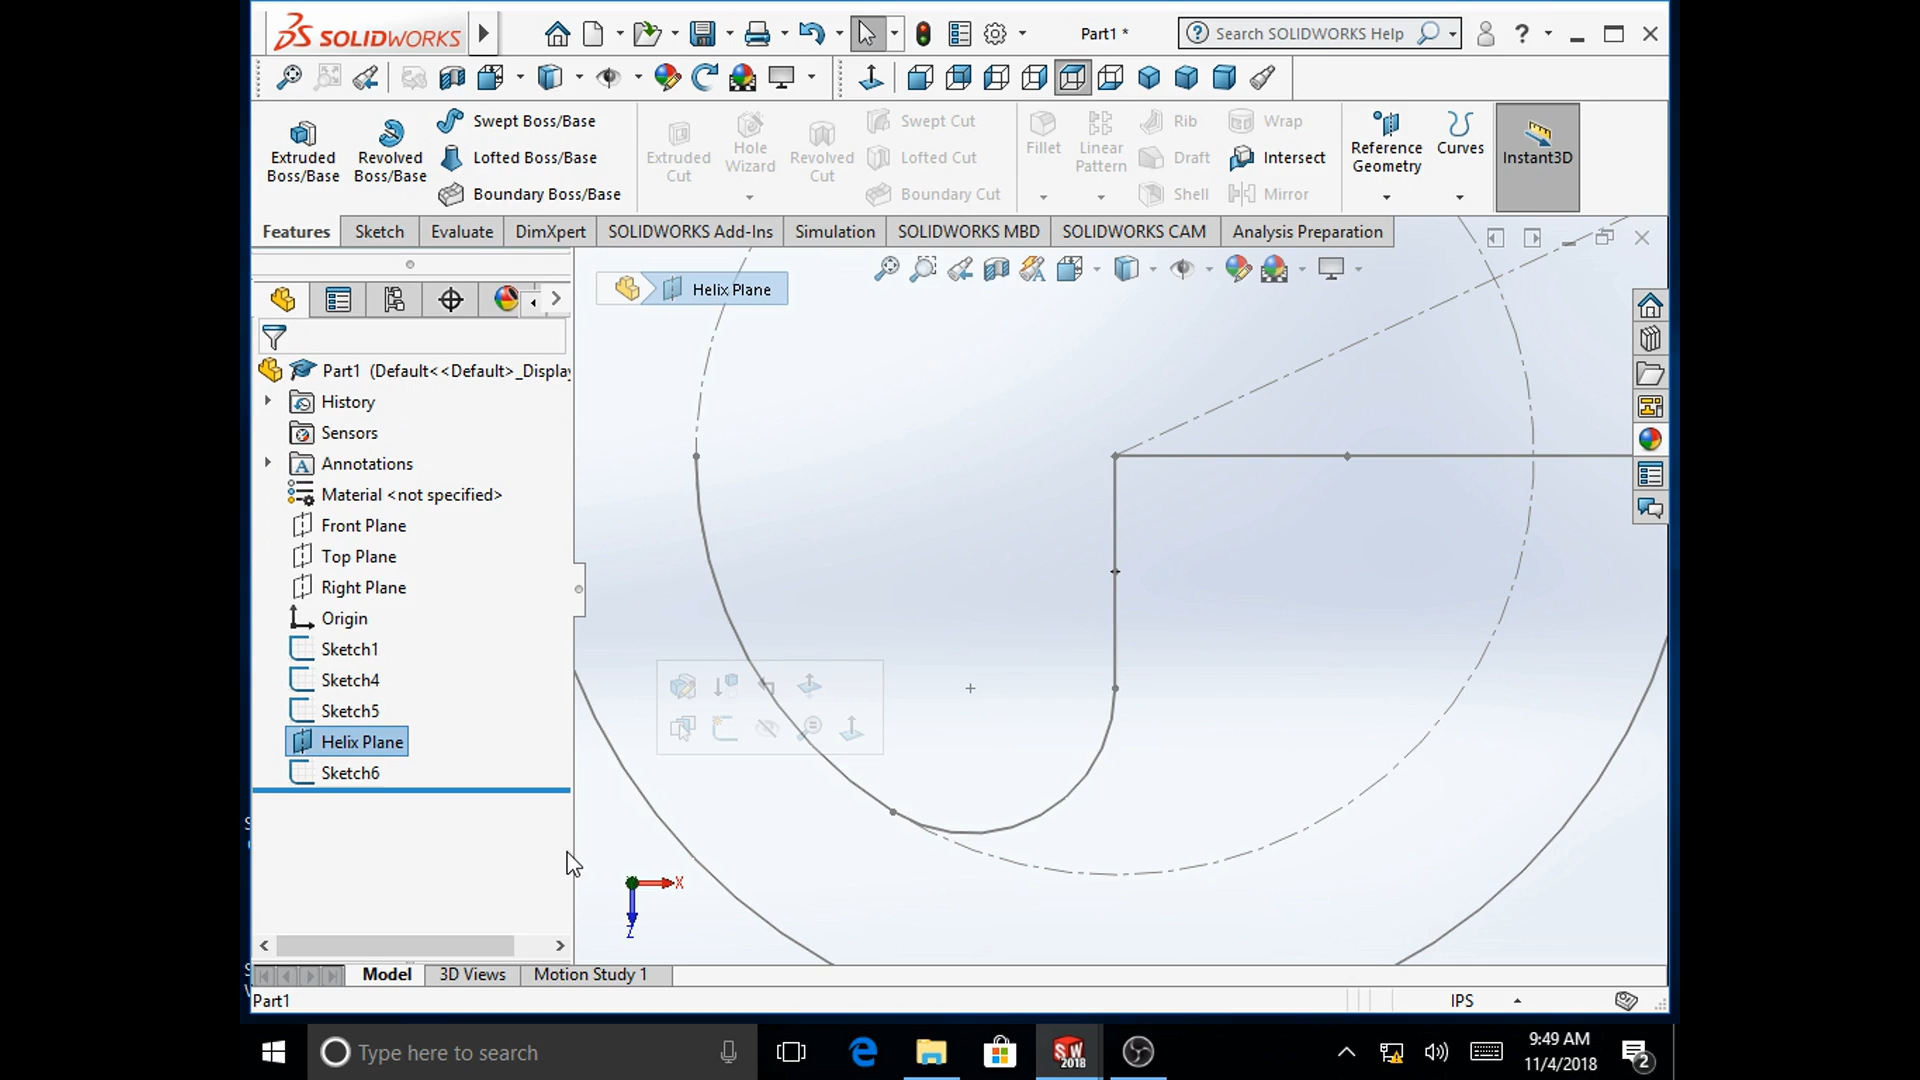 SOLIDWORKS
Part1 *
Search SOLIDWORKS Help
?
Extruded
Boss/Base
Revolved
Boss/Base
Swept Boss/Base
Lofted Boss/Base
Boundary Boss/Base
Extruded
Cut
Hole
Wizard
Revolved
Cut
Swept Cut
Lofted Cut
Boundary Cut
Fillet
Linear
Pattern
Rib
Draft
Shell
Wrap
Intersect
Mirror
Reference
Geometry
Curves
Instant3D
Features
Sketch
Evaluate
DimXpert
SOLIDWORKS Add-Ins
Simulation
SOLIDWORKS MBD
SOLIDWORKS CAM
Analysis Preparation
Helix Plane
Part1 (Default<<Default>_Display
History
Sensors
Annotations
Material <not specified>
Front Plane
Top Plane
Right Plane
Origin
Sketch1
Sketch4
Sketch5
Helix Plane
Sketch6
X
Z
Model
3D Views
Motion Study 1
Part1
IPS
Type here to search
SW
2018
9:49 AM
11/4/2018
2